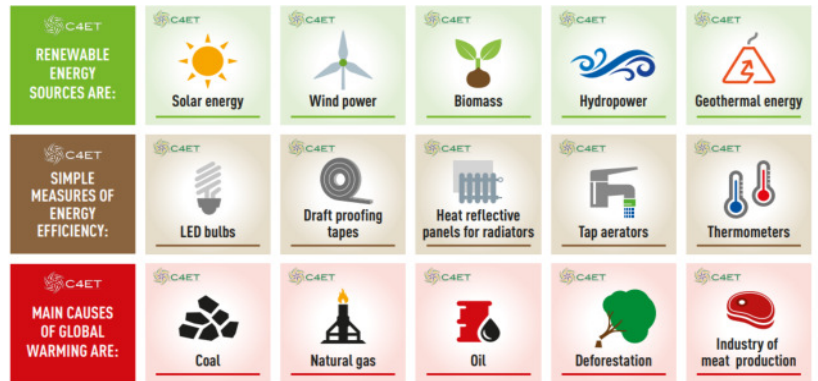 C4ET
RENEWABLE
ENERGY
SOURCES ARE:
C4ET
Solar energy
C4ET
Wind power
C4ET
Biomass
C4ET
Hydropower
C4ET
Geothermal energy
C4ET
SIMPLE
MEASURES OF
ENERGY
EFFICIENCY:
C4ET
LED bulbs
C4ET
Draft proofing
tapes
C4ET
Heat reflective
panels for radiators
C4ET
Tap aerators
C4ET
Thermometers
C4ET
MAIN CAUSES
OF GLOBAL
WARMING ARE:
C4ET
Coal
C4ET
Natural gas
C4ET
Oil
C4ET
Deforestation
C4ET
Industry of
meat production